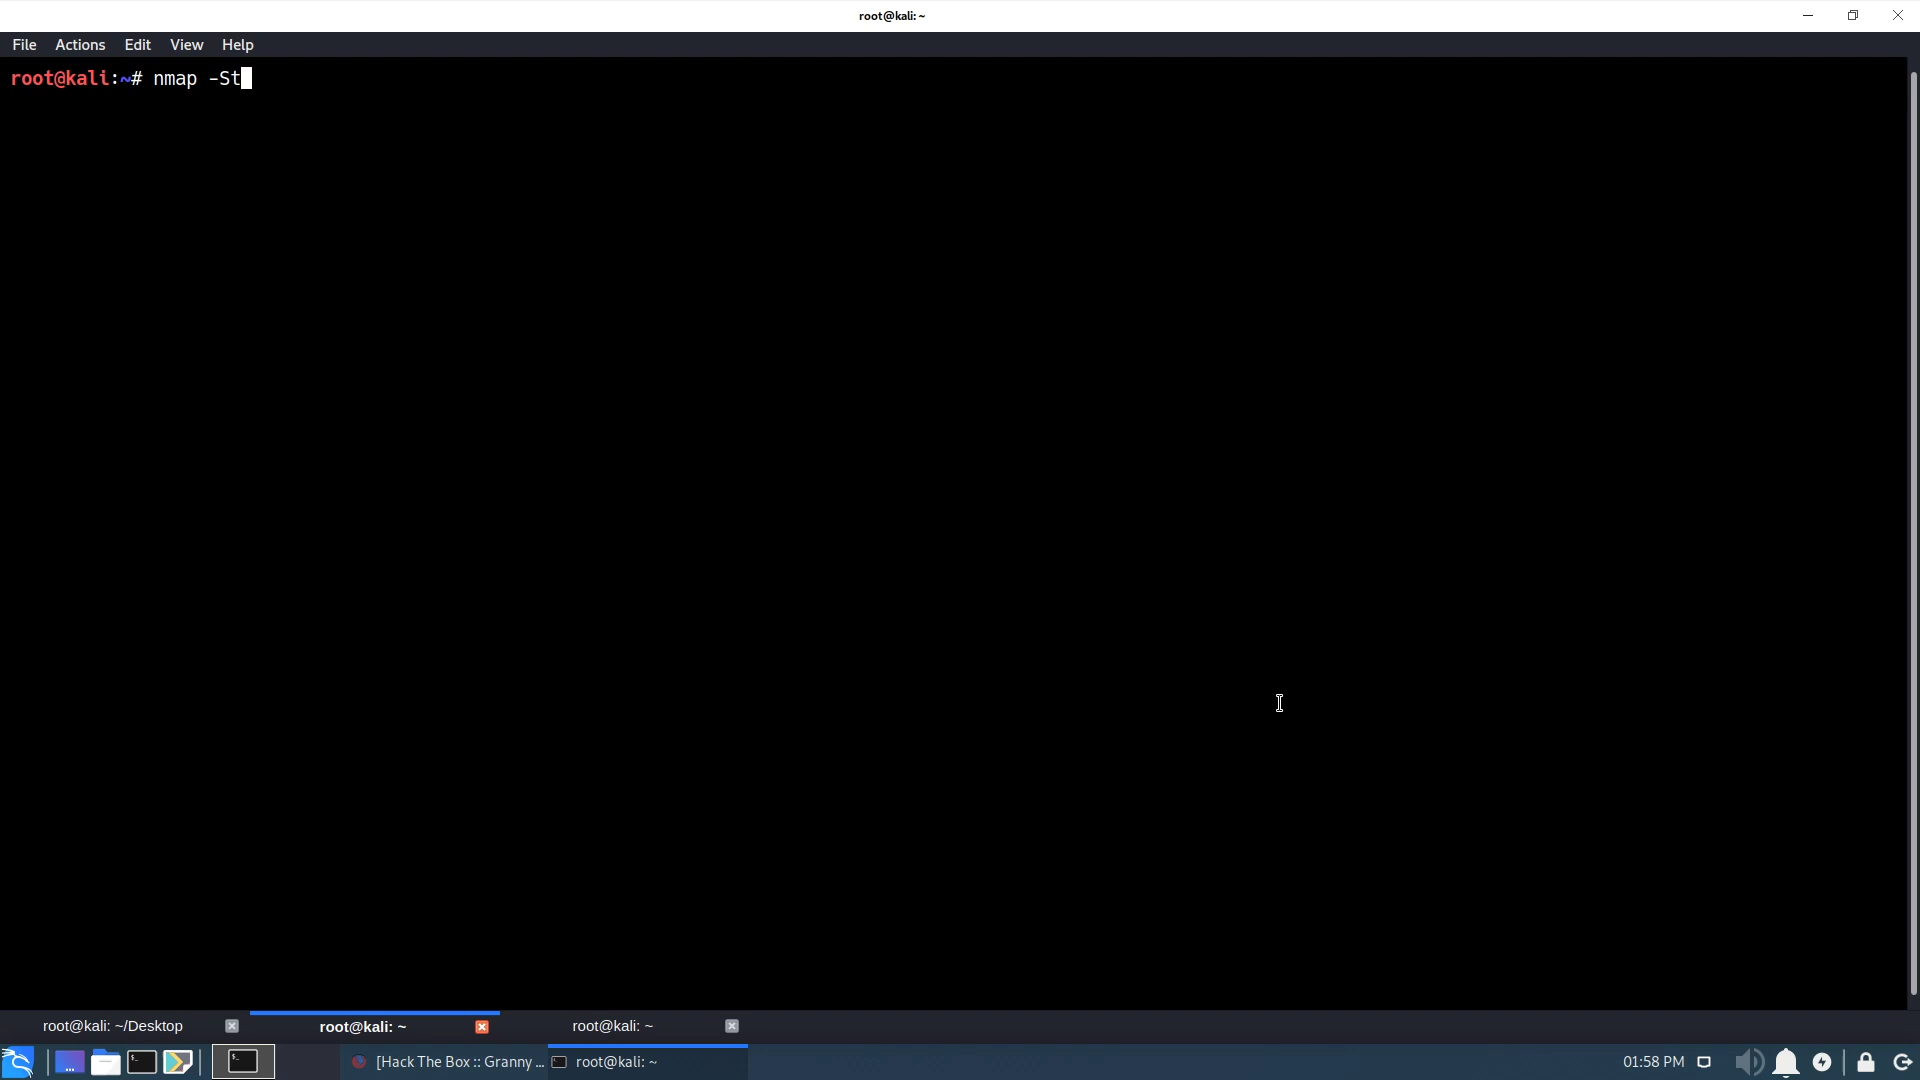 root@kali: ~
File Actions Edit View Help
root@kali:~# nmap -St
root@kali: ~/Desktop
root@kali: ~
root@kali: ~
[Hack The Box :: Granny ...
root@kali: ~
01:58 PM